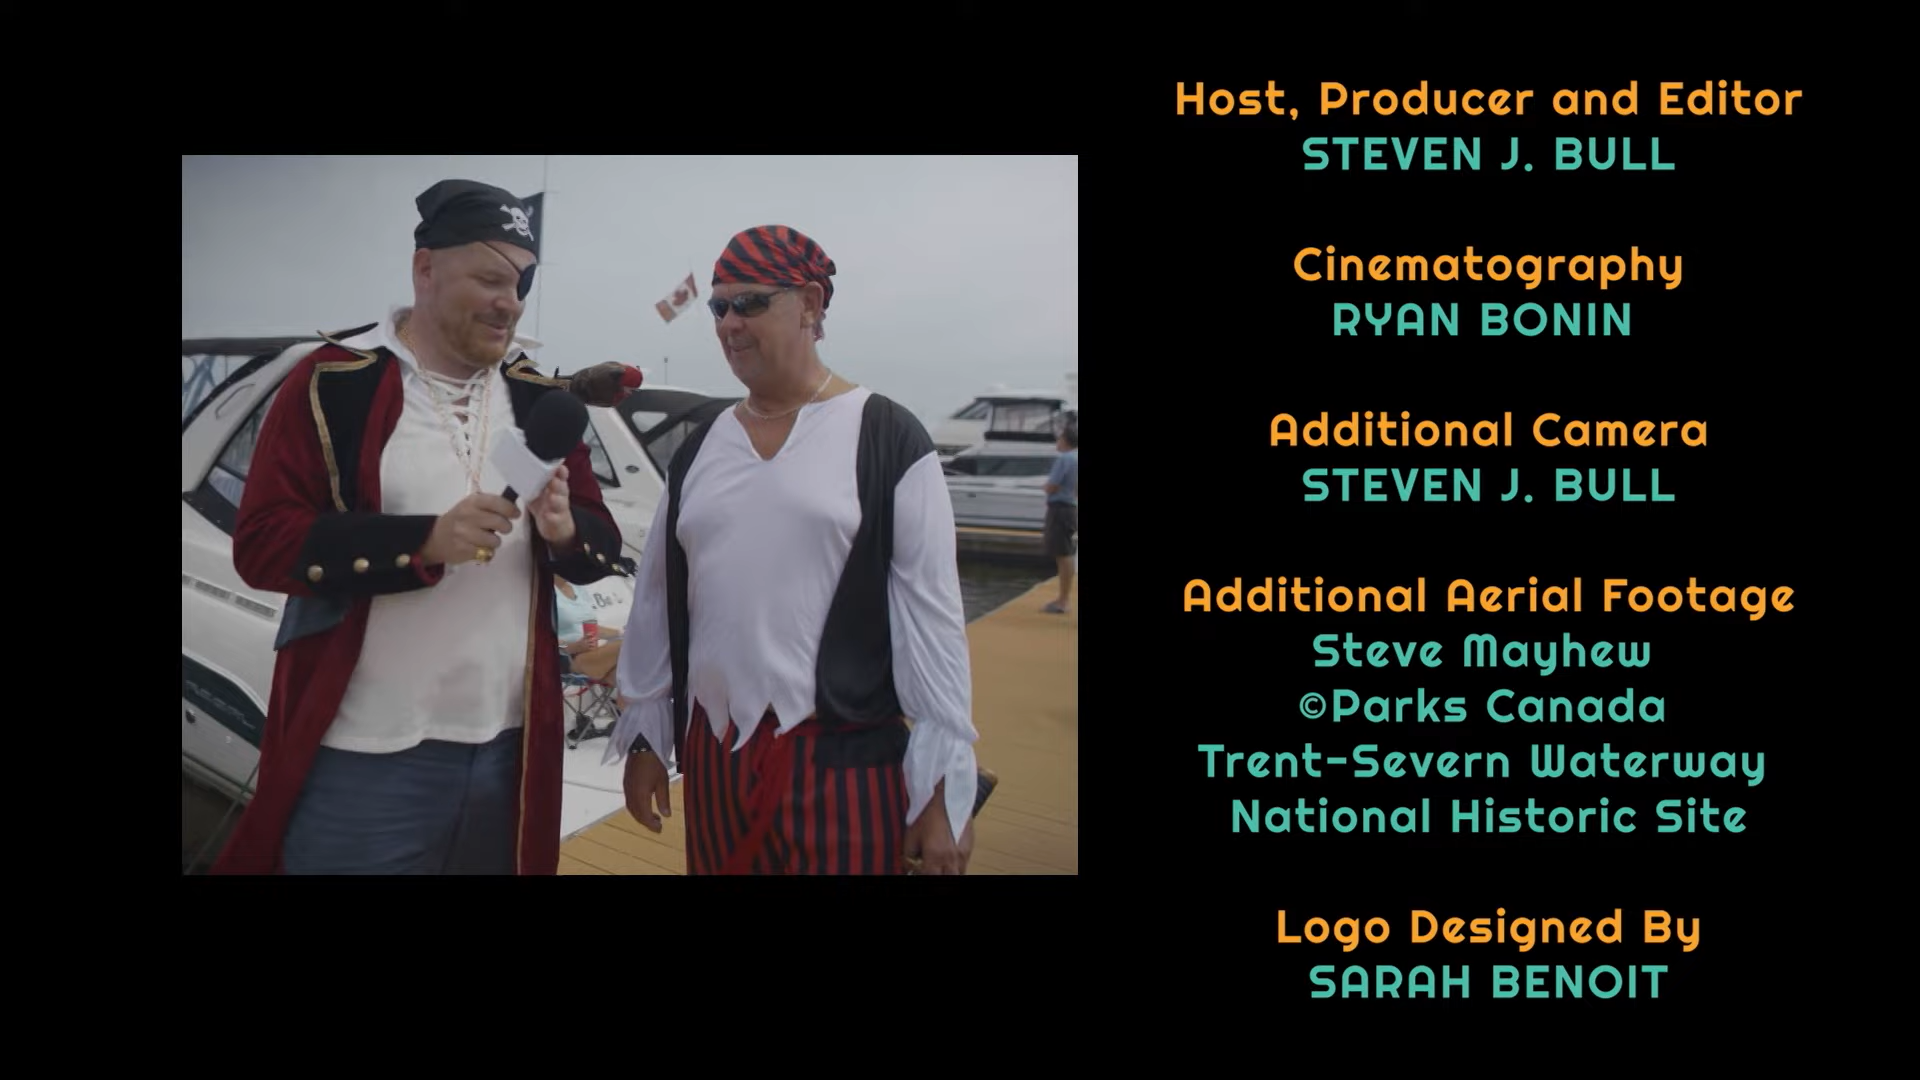 Host, Producer and Editor
STEVEN J. BULL
Cinematography
RYAN BONIN
Additional Camera
STEVEN J. BULL
Additional Aerial Footage
Steve Mayhew
©Parks Canada
Trent-Severn Waterway
National Historic Site
Logo Designed By
SARAH BENOIT